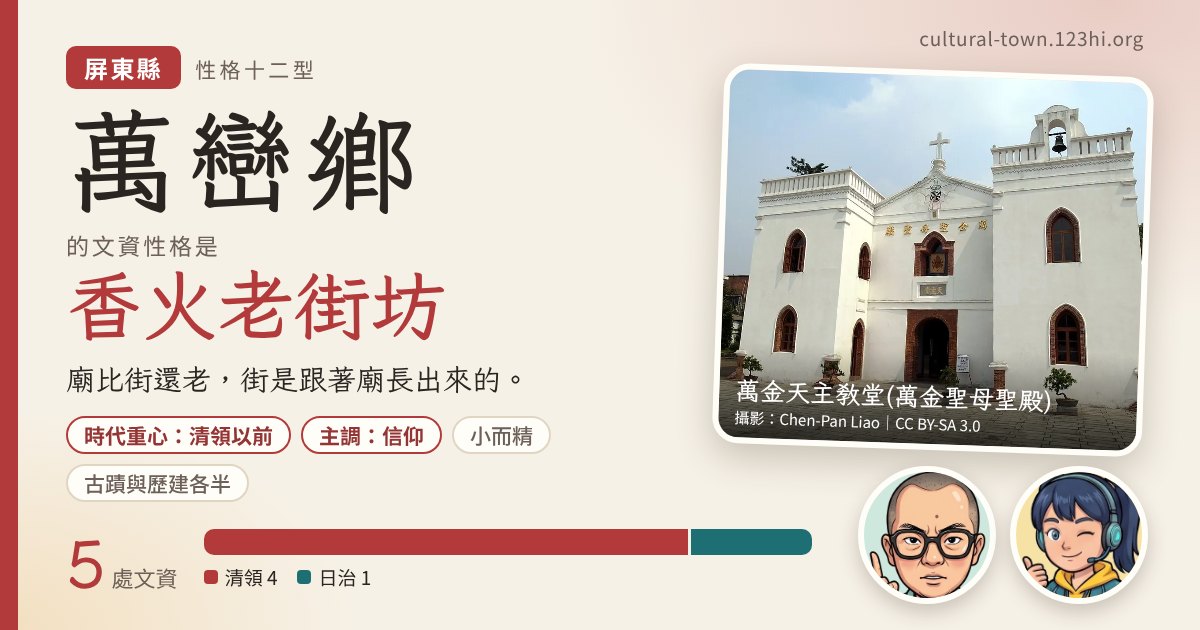 屏東縣 性格十二型
cultural-town.123hi.org
萬巒鄉
的文資性格是
香火老街坊
廟比街還老，街是跟著廟長出來的。
時代重心：清領以前 主調：信仰 小而精
古蹟與歷建各半
5 處文資
清領 4 日治 1
萬金天主教堂(萬金聖母聖殿)
攝影：Chen-Pan Liao｜CC BY-SA 3.0